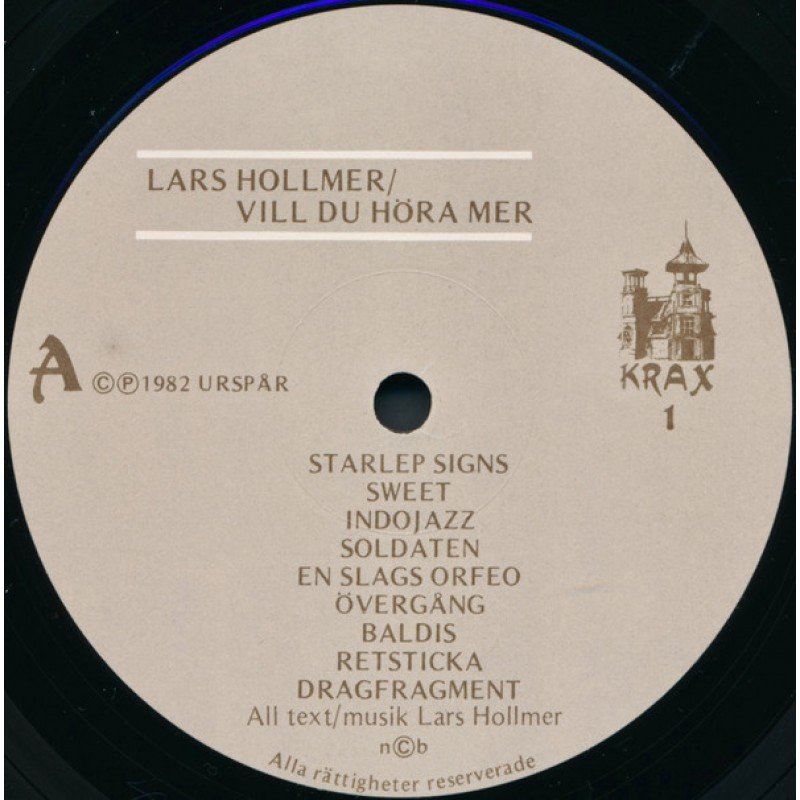 LARS HOLLMER/
VILL DU HÖRA MER
A ©℗1982 URSPÅR
KRAX
1
STARLEP SIGNS
SWEET
INDOJAZZ
SOLDATEN
EN SLAGS ORFEO
ÖVERGÅNG
BALDIS
RETSTICKA
DRAGFRAGMENT
All text/musik Lars Hollmer
n©b
Alla rättigheter reserverade